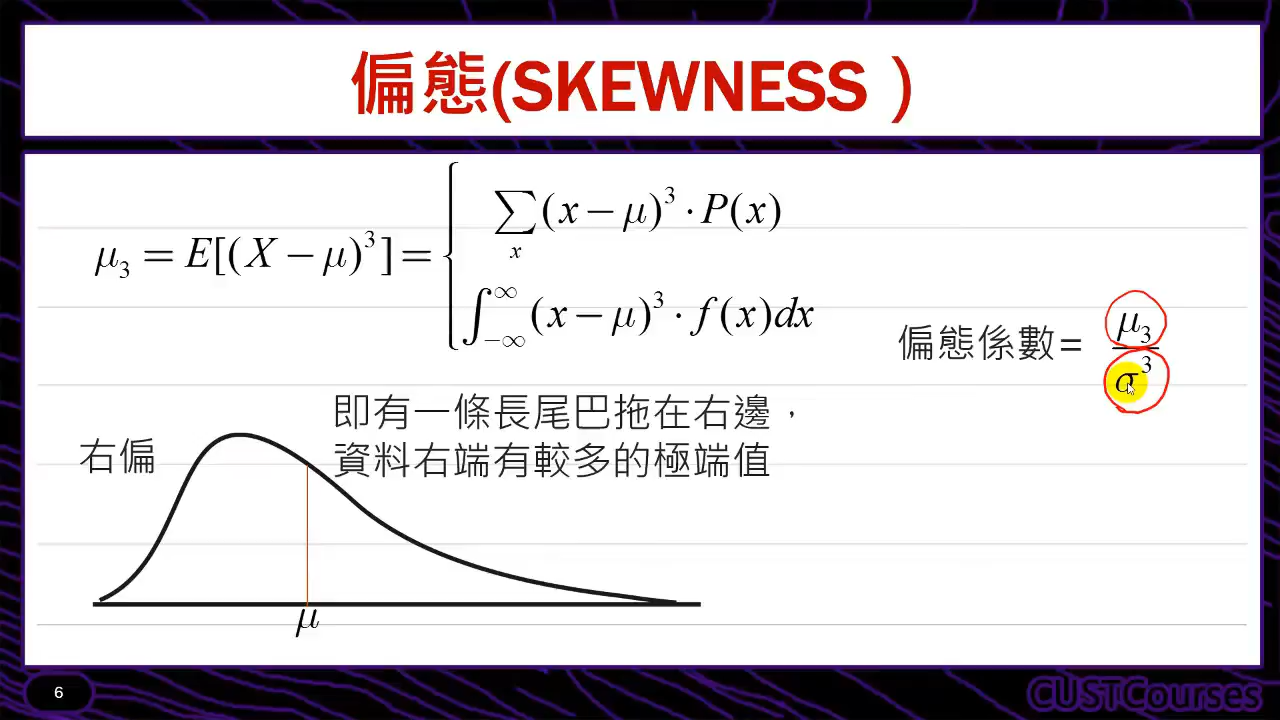 偏態(SKEWNESS )
μ₃ = E[(X − μ)³] = { ∑ₓ (x − μ)³ · P(x)
∫₋∞^∞ (x − μ)³ · f(x)dx
偏態係數= μ₃ / σ³
即有一條長尾巴拖在右邊，
資料右端有較多的極端值
右偏
μ
6
CUSTCourses